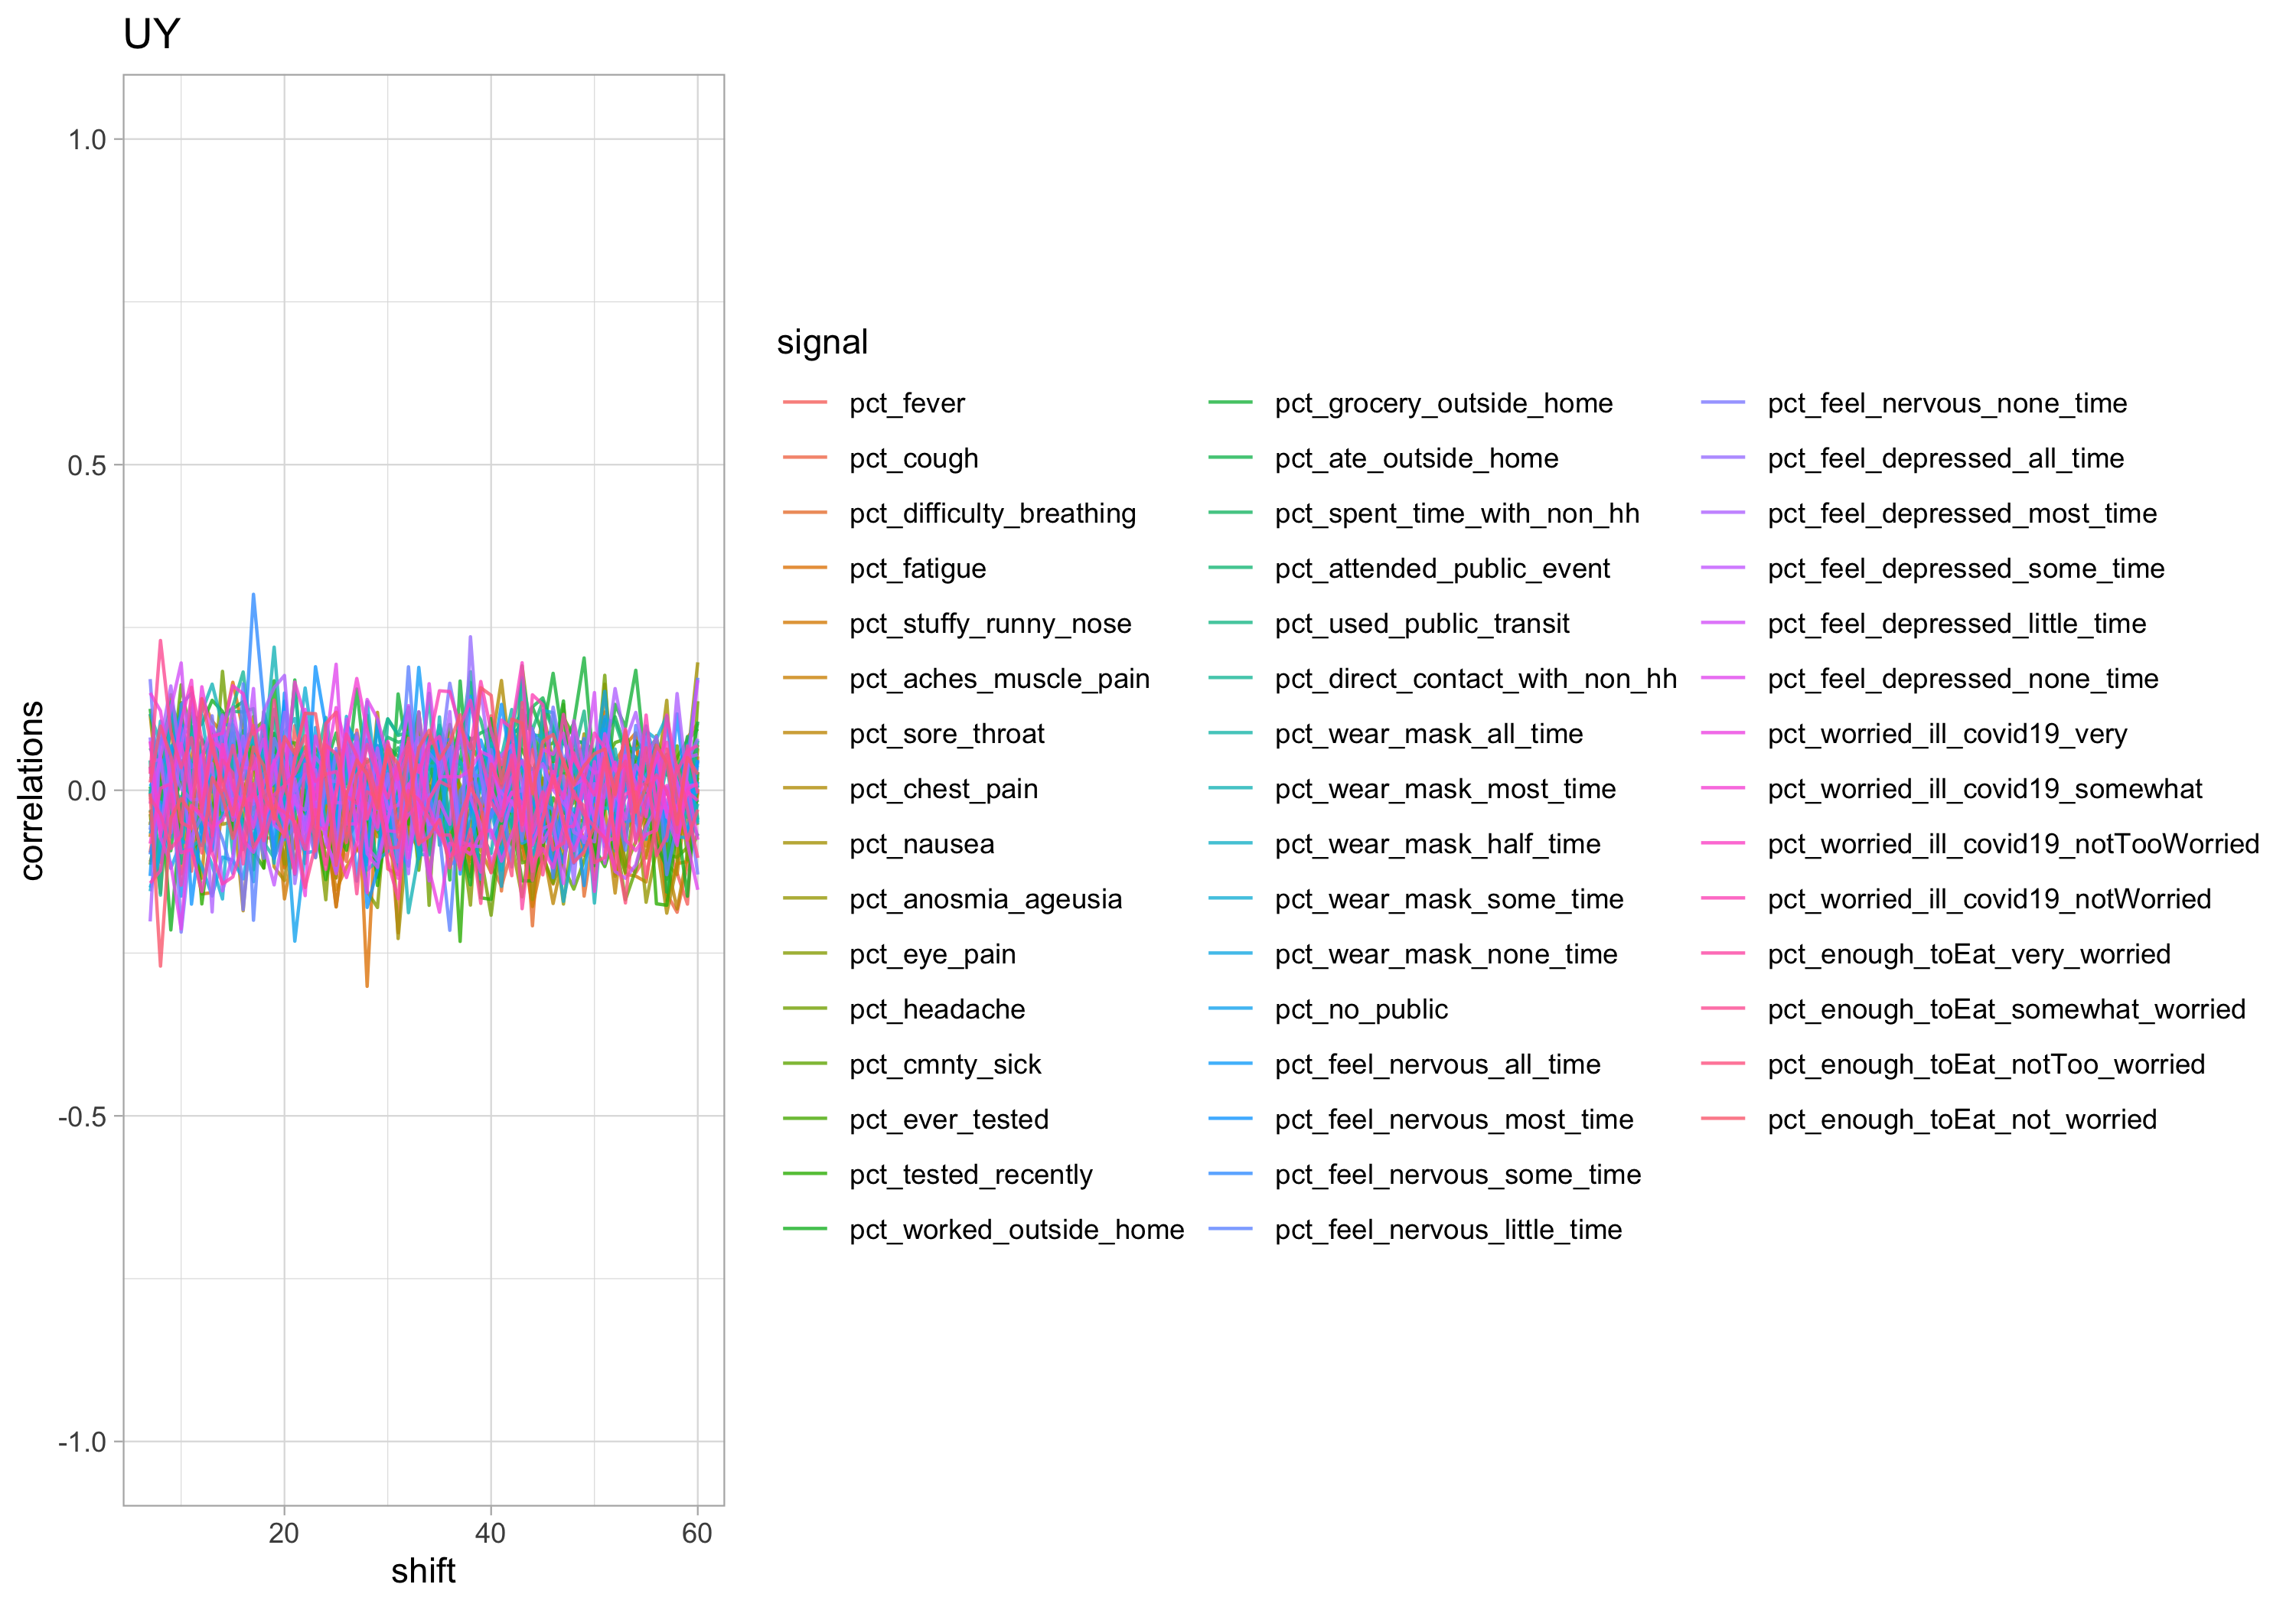 UY
1.0
0.5
0.0
-0.5
-1.0
correlations
20 40 60
shift
signal
pct_fever
pct_cough
pct_difficulty_breathing
pct_fatigue
pct_stuffy_runny_nose
pct_aches_muscle_pain
pct_sore_throat
pct_chest_pain
pct_nausea
pct_anosmia_ageusia
pct_eye_pain
pct_headache
pct_cmnty_sick
pct_ever_tested
pct_tested_recently
pct_worked_outside_home
pct_grocery_outside_home
pct_ate_outside_home
pct_spent_time_with_non_hh
pct_attended_public_event
pct_used_public_transit
pct_direct_contact_with_non_hh
pct_wear_mask_all_time
pct_wear_mask_most_time
pct_wear_mask_half_time
pct_wear_mask_some_time
pct_wear_mask_none_time
pct_no_public
pct_feel_nervous_all_time
pct_feel_nervous_most_time
pct_feel_nervous_some_time
pct_feel_nervous_little_time
pct_feel_nervous_none_time
pct_feel_depressed_all_time
pct_feel_depressed_most_time
pct_feel_depressed_some_time
pct_feel_depressed_little_time
pct_feel_depressed_none_time
pct_worried_ill_covid19_very
pct_worried_ill_covid19_somewhat
pct_worried_ill_covid19_notTooWorried
pct_worried_ill_covid19_notWorried
pct_enough_toEat_very_worried
pct_enough_toEat_somewhat_worried
pct_enough_toEat_notToo_worried
pct_enough_toEat_not_worried